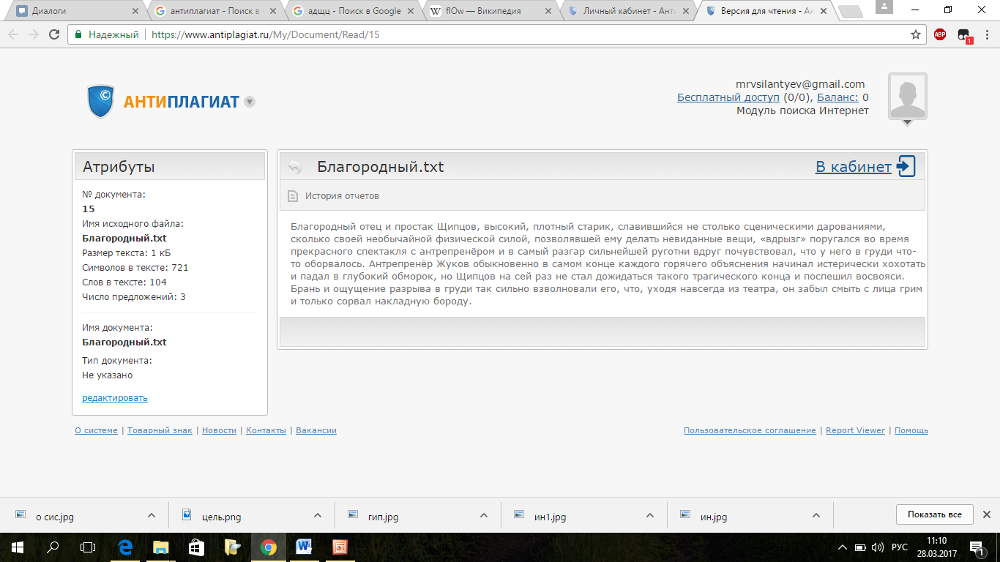 Диалоги
антиплагиат - Поиск в
адщц - Поиск в Google
flOw — Википедия
Личный кабинет - Анти
Версия для чтения - Ан
Надежный
https://www.antiplagiat.ru/My/Document/Read/15
ABP
1
©
АНТИПЛАГИАТ
mrvsilantyev@gmail.com
Бесплатный доступ (0/0), Баланс: 0
Модуль поиска Интернет
Атрибуты
№ документа:
15
Имя исходного файла:
Благородный.txt
Размер текста: 1 кБ
Символов в тексте: 721
Слов в тексте: 104
Число предложений: 3
Имя документа:
Благородный.txt
Тип документа:
Не указано
редактировать
Благородный.txt
В кабинет
История отчетов
Благородный отец и простак Щипцов, высокий, плотный старик, славившийся не столько сценическими дарованиями,
сколько своей необычайной физической силой, позволявшей ему делать невиданные вещи, «вдрызг» поругался во время
прекрасного спектакля с антрепренёром и в самый разгар сильнейшей руготни вдруг почувствовал, что у него в груди что-
то оборвалось. Антрепренёр Жуков обыкновенно в самом конце каждого горячего объяснения начинал истерически хохотать
и падал в глубокий обморок, но Щипцов на сей раз не стал дожидаться такого трагического конца и поспешил восвояси.
Брань и ощущение разрыва в груди так сильно взволновали его, что, уходя навсегда из театра, он забыл смыть с лица грим
и только сорвал накладную бороду.
О системе | Товарный знак | Новости | Контакты | Вакансии
Пользовательское соглашение | Report Viewer | Помощь
о сис.jpg
цель.png
гип.jpg
ин1.jpg
ин.jpg
Показать все
РУС
11:10
28.03.2017
1